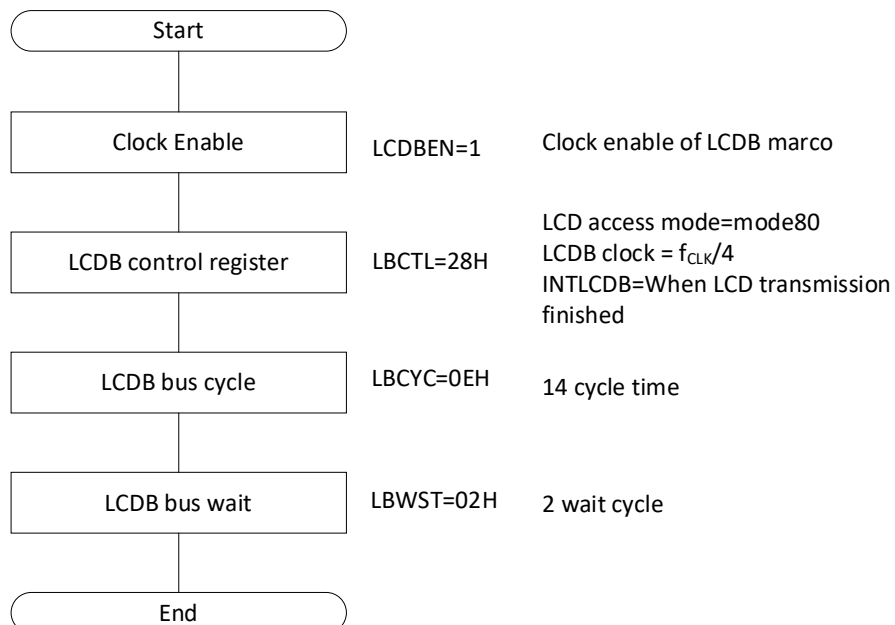 Start
Clock Enable
LCDBEN=1
Clock enable of LCDB marco
LCDB control register
LBCTL=28H
LCD access mode=mode80
LCDB clock = fCLK/4
INTLCDB=When LCD transmission
finished
LCDB bus cycle
LBCYC=0EH
14 cycle time
LCDB bus wait
LBWST=02H
2 wait cycle
End